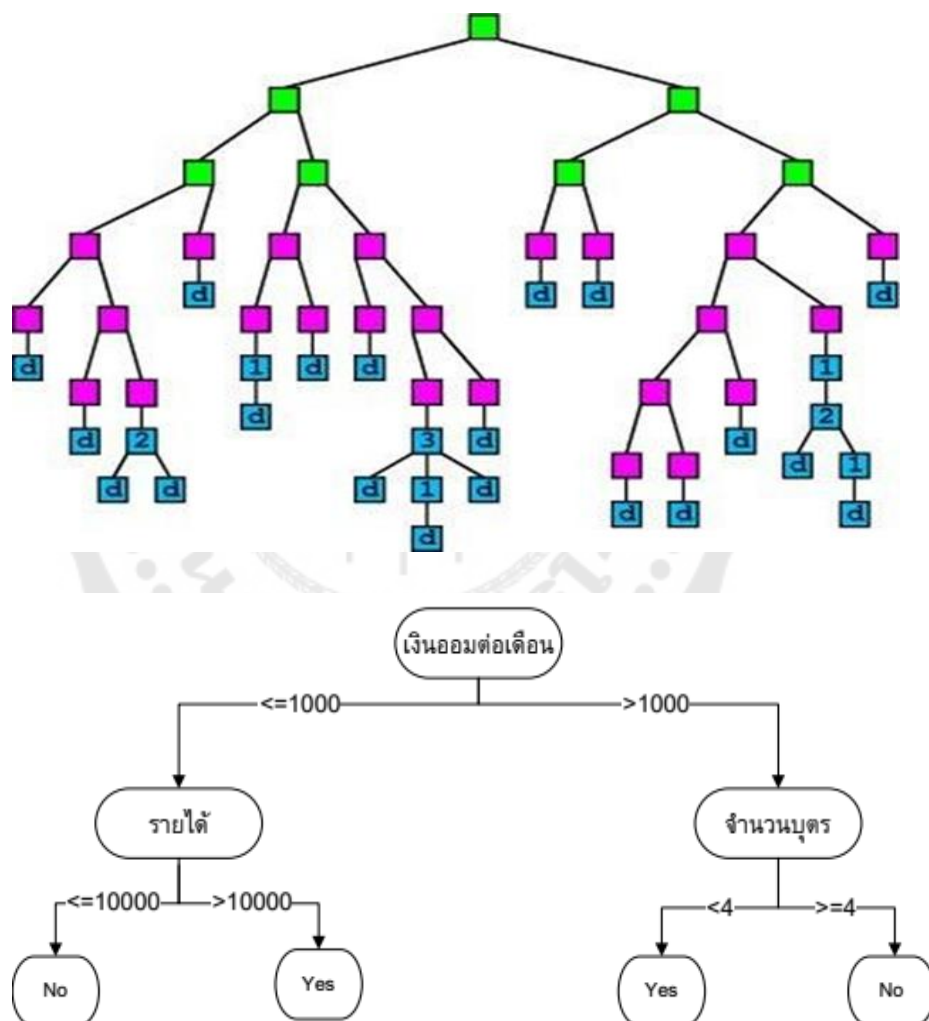 d
d d d
d 1 d d 1
d d 2
d 2 3 d d d 1
d d d 1 d d d d
d
เงินออมต่อเดือน
<=1000 >1000
รายได้ จำนวนบุตร
<=10000 >10000 <4 >=4
No Yes Yes No